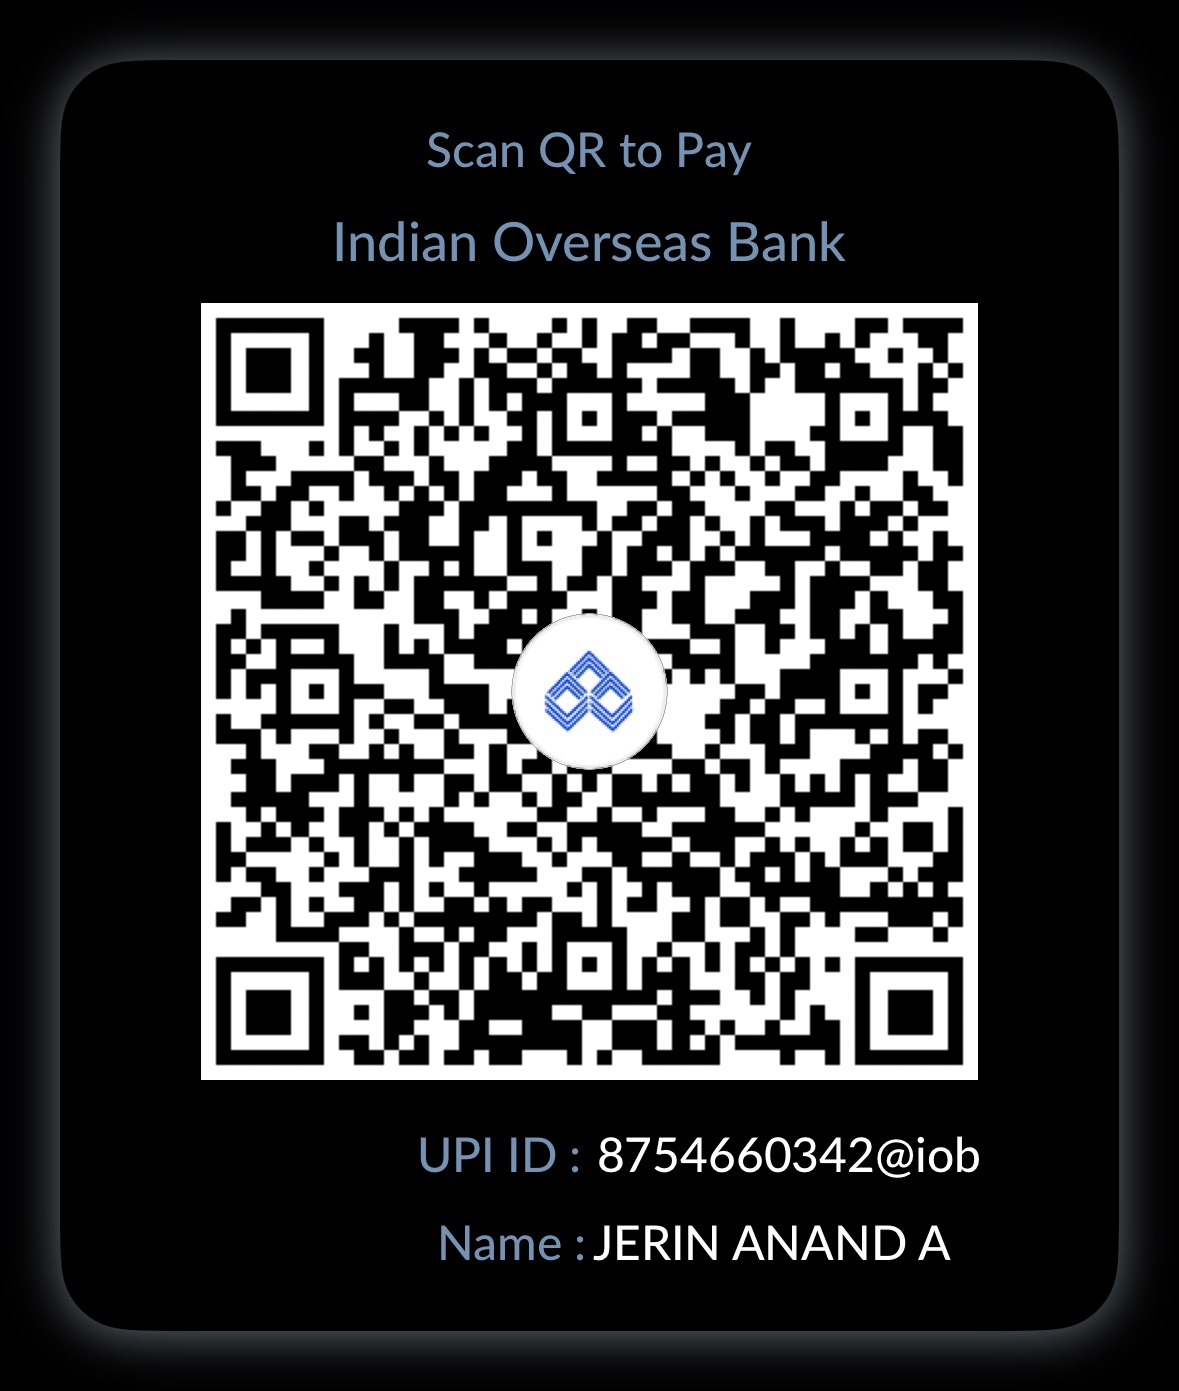 Scan QR to Pay
Indian Overseas Bank
UPI ID : 8754660342@iob
Name : JERIN ANAND A